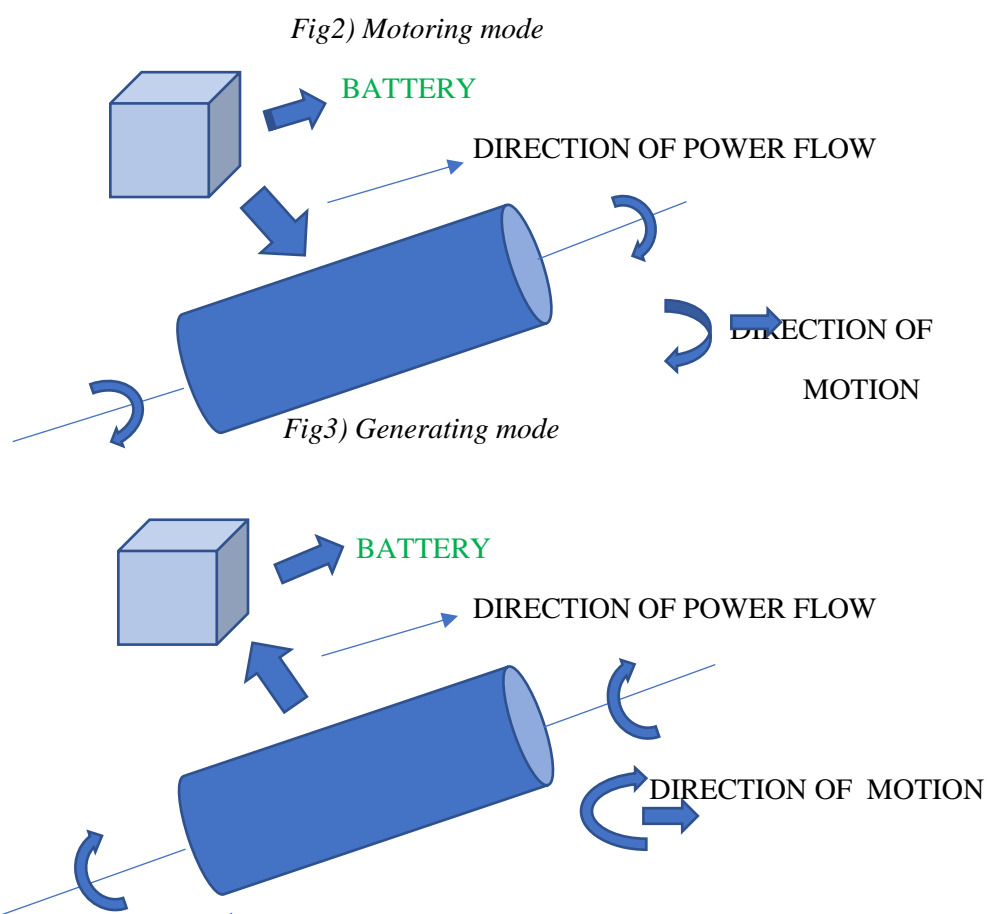 Fig2) Motoring mode
BATTERY
DIRECTION OF POWER FLOW
DIRECTION OF
MOTION
Fig3) Generating mode
BATTERY
DIRECTION OF POWER FLOW
DIRECTION OF MOTION